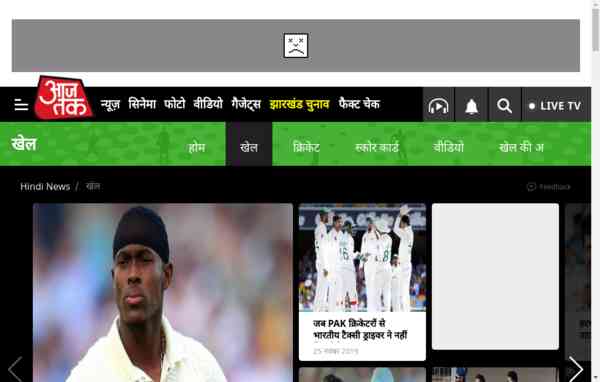 आज
तक
न्यूज़ सिनेमा फोटो वीडियो गैजेट्स झारखंड चुनाव फैक्ट चेक
LIVE TV
खेल
होम खेल क्रिकेट स्कोर कार्ड वीडियो खेल की अ
Hindi News / खेल
Feedback
जब PAK क्रिकेटरों से
भारतीय टैक्सी ड्राइवर ने नहीं
25 नवंबर 2019